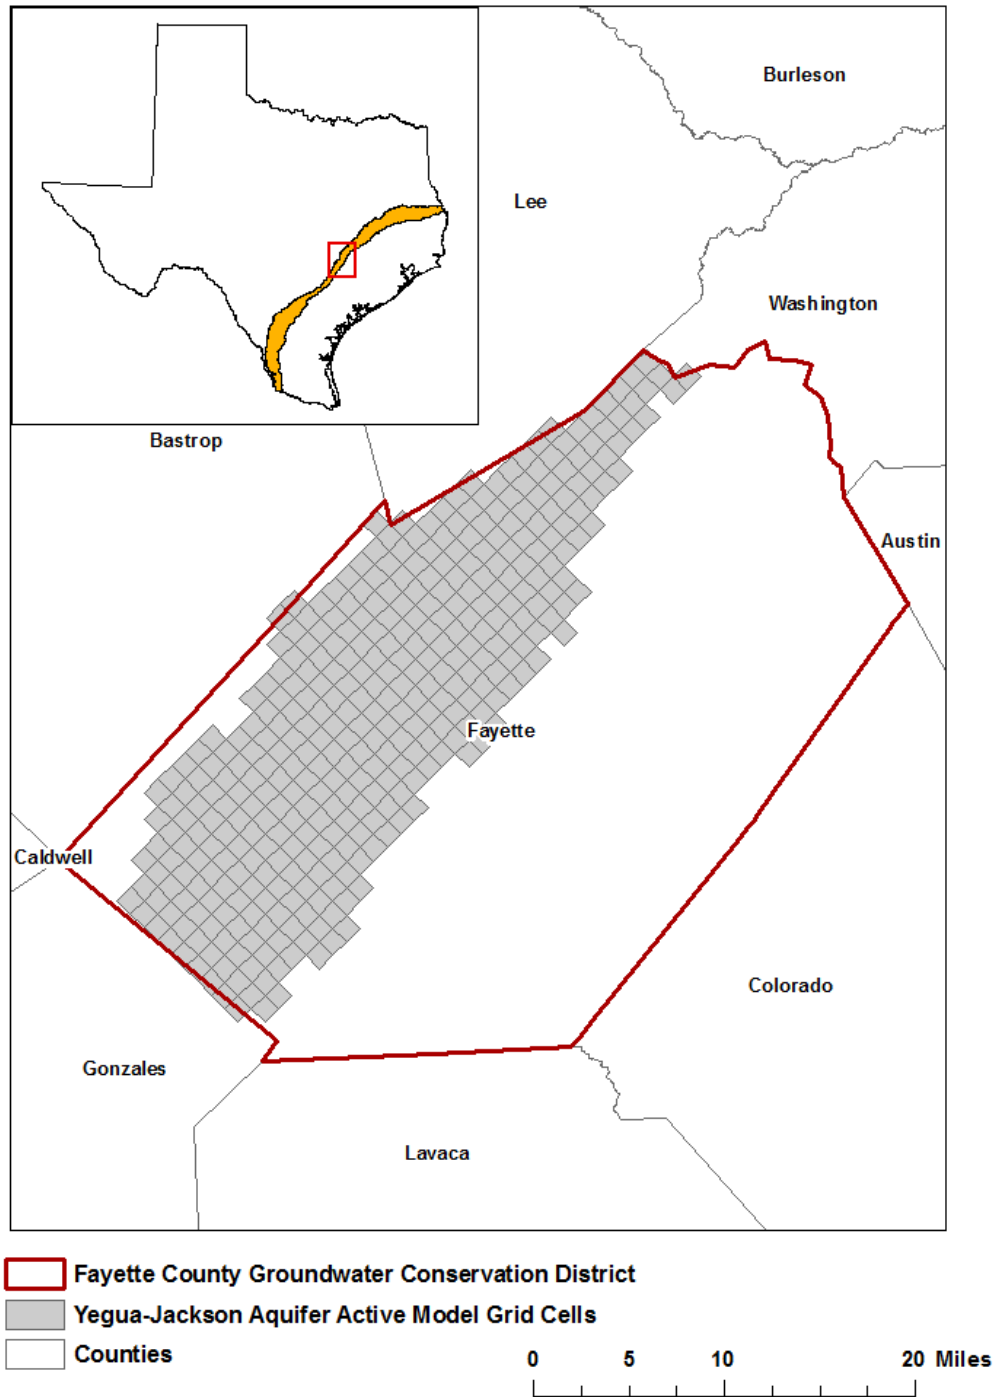 Burleson
Lee
Washington
Bastrop
Austin
Fayette
Caldwell
Colorado
Gonzales
Lavaca
Fayette County Groundwater Conservation District
Yegua-Jackson Aquifer Active Model Grid Cells
Counties
0 5 10 20 Miles